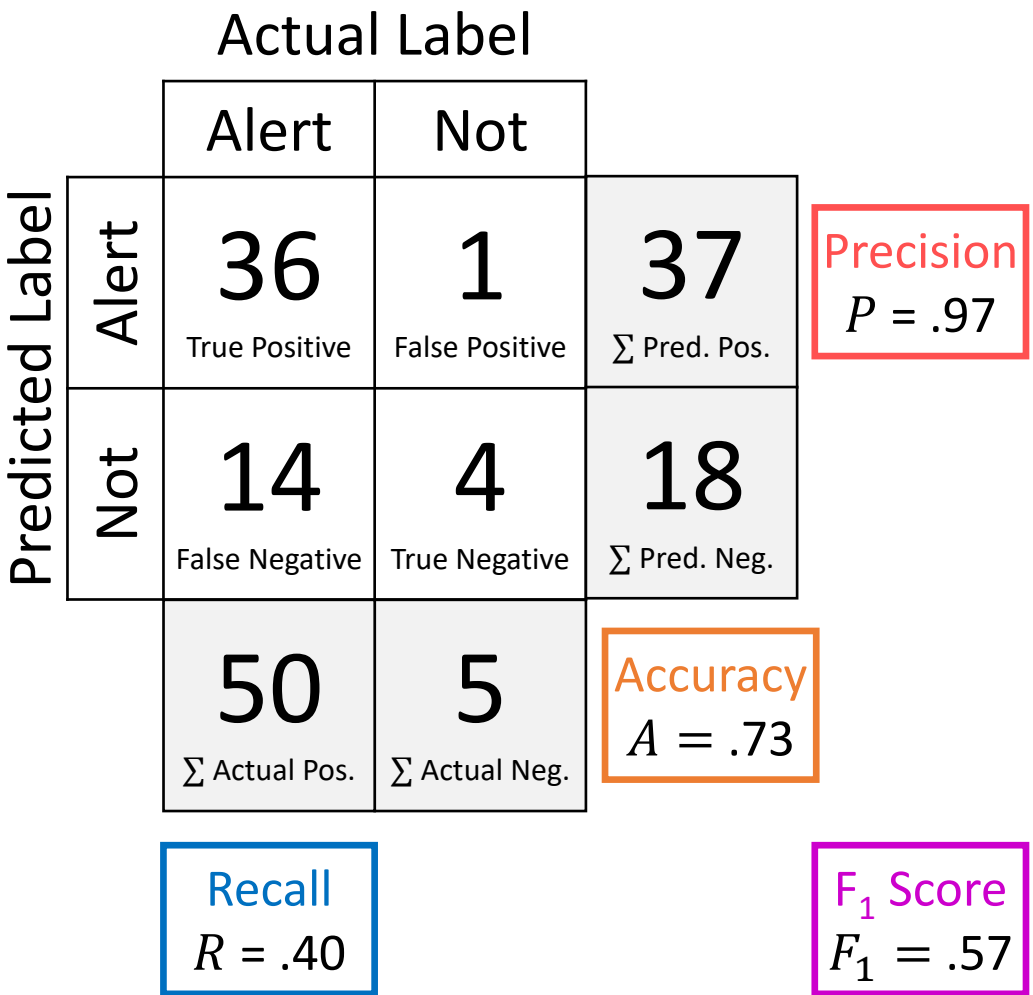 Actual Label
Alert Not
Predicted Label
Alert
36 1 37
True Positive False Positive ∑ Pred. Pos.
Precision
P = .97
Not
14 4 18
False Negative True Negative ∑ Pred. Neg.
50 5
∑ Actual Pos. ∑ Actual Neg.
Accuracy
A = .73
Recall
R = .40
F₁ Score
F₁ = .57